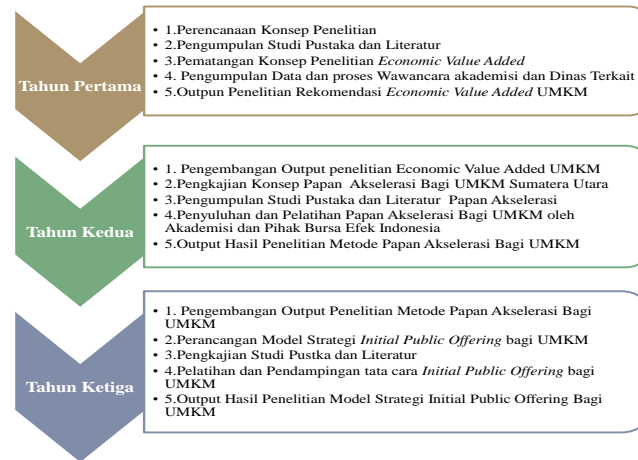 Tahun Pertama
• 1.Perencanaan Konsep Penelitian
• 2.Pengumpulan Studi Pustaka dan Literatur
• 3.Pematangan Konsep Penelitian Economic Value Added
• 4. Pengumpulan Data dan proses Wawancara akademisi dan Dinas Terkait
• 5.Outpun Penelitian Rekomendasi Economic Value Added UMKM
Tahun Kedua
• 1. Pengembangan Output penelitian Economic Value Added UMKM
• 2.Pengkajian Konsep Papan Akselerasi Bagi UMKM Sumatera Utara
• 3.Pengumpulan Studi Pustaka dan Literatur Papan Akselerasi
• 4.Penyuluhan dan Pelatihan Papan Akselerasi Bagi UMKM oleh
Akademisi dan Pihak Bursa Efek Indonesia
• 5.Output Hasil Penelitian Metode Papan Akselerasi Bagi UMKM
Tahun Ketiga
• 1. Pengembangan Output Penelitian Metode Papan Akselerasi Bagi
UMKM
• 2.Perancangan Model Strategi Initial Public Offering bagi UMKM
• 3.Pengkajian Studi Pustka dan Literatur
• 4.Pelatihan dan Pendampingan tata cara Initial Public Offering bagi
UMKM
• 5.Output Hasil Penelitian Model Strategi Initial Public Offering Bagi
UMKM